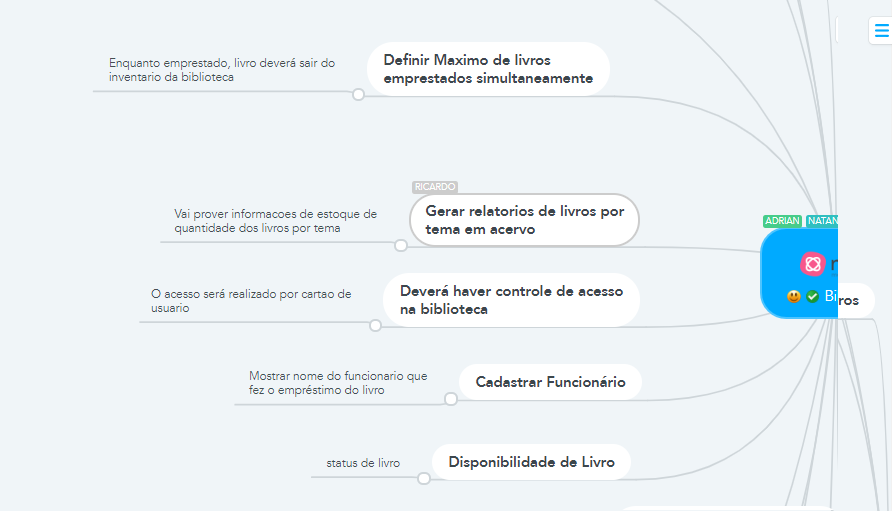 Enquanto emprestado, livro deverá sair do
inventario da biblioteca
Definir Maximo de livros
emprestados simultaneamente
RICARDO
Vai prover informacoes de estoque de
quantidade dos livros por tema
Gerar relatorios de livros por
tema em acervo
ADRIAN
NATAN
O acesso será realizado por cartao de
usuario
Deverá haver controle de acesso
na biblioteca
Bi
ros
Mostrar nome do funcionario que
fez o empréstimo do livro
Cadastrar Funcionário
status de livro
Disponibilidade de Livro